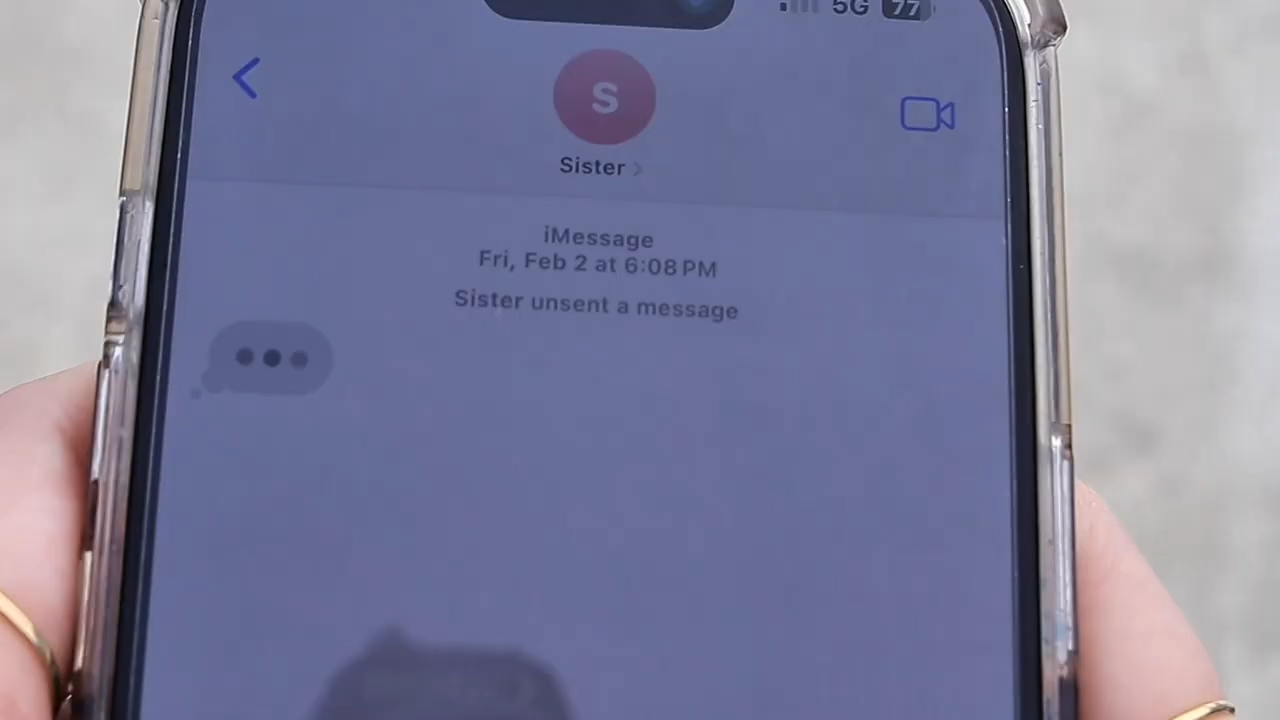 5G 77
S
Sister
iMessage
Fri, Feb 2 at 6:08 PM
Sister unsent a message